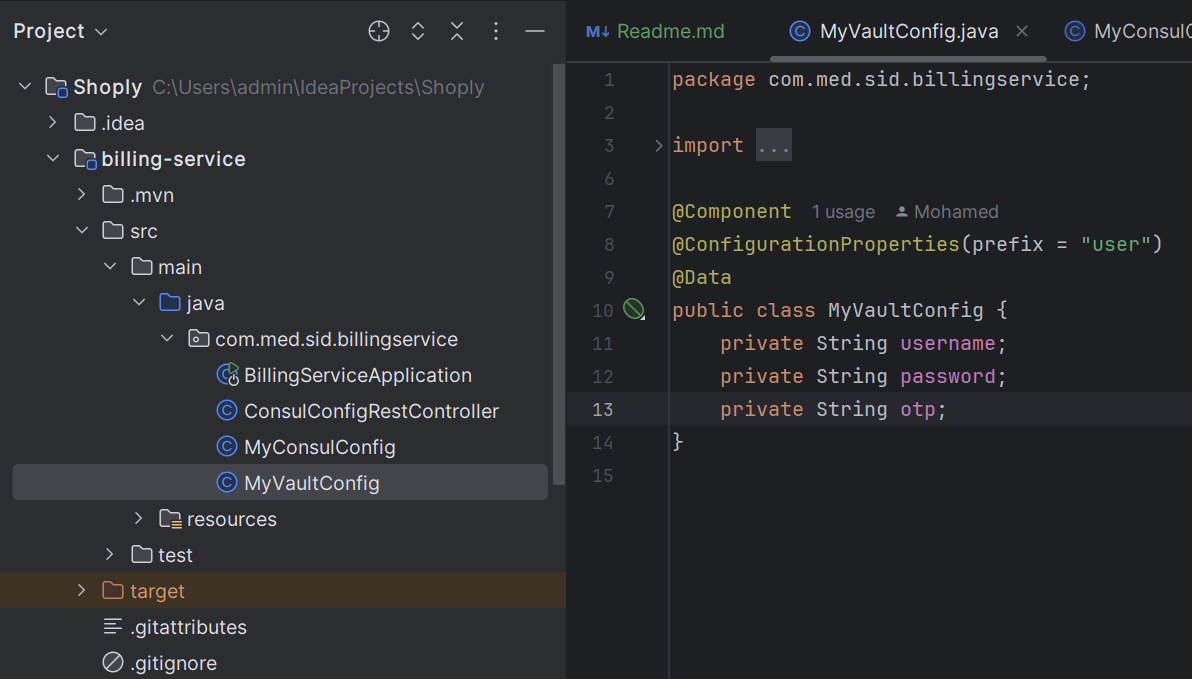 Project
Shoply C:\Users\admin\IdeaProjects\Shoply
.idea
billing-service
.mvn
src
main
java
com.med.sid.billingservice
BillingServiceApplication
ConsulConfigRestController
MyConsulConfig
MyVaultConfig
resources
test
target
.gitattributes
.gitignore
M↓ Readme.md
C MyVaultConfig.java
C MyConsulC
1 package com.med.sid.billingservice;
2
3 import ...
6
7 @Component 1 usage Mohamed
8 @ConfigurationProperties(prefix = "user")
9 @Data
10 public class MyVaultConfig {
11 private String username;
12 private String password;
13 private String otp;
14 }
15